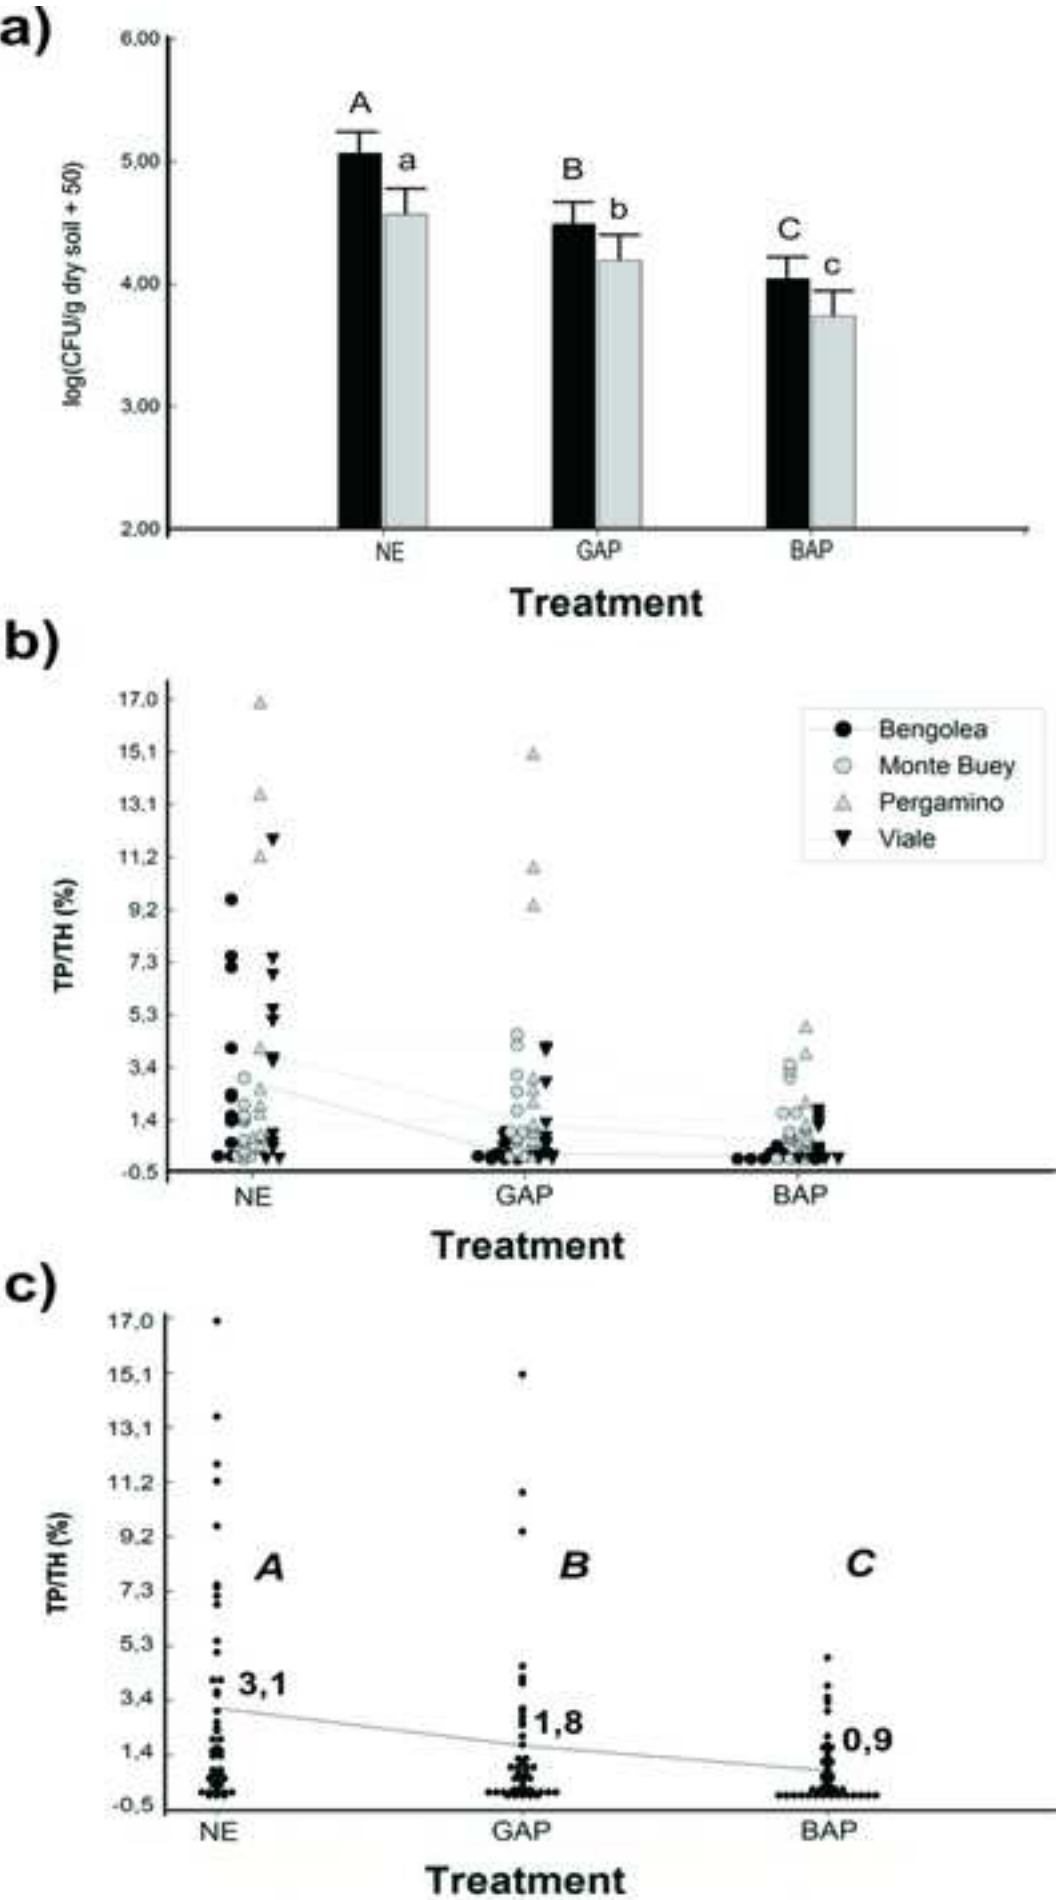 a)
6.00
5.00
4.00
3.00
2.00
log(CFU/g dry soil + 50)
A
a
B
b
C
c
NE GAP BAP
Treatment
b)
17,0
15,1
13,1
11,2
9,2
7,3
5,3
3,4
1,4
-0,5
TP/TH (%)
Bengolea
Monte Buey
Pergamino
Viale
NE GAP BAP
Treatment
c)
17,0
15,1
13,1
11,2
9,2
7,3
5,3
3,4
1,4
-0,5
TP/TH (%)
A B C
3,1
1,8
0,9
NE GAP BAP
Treatment